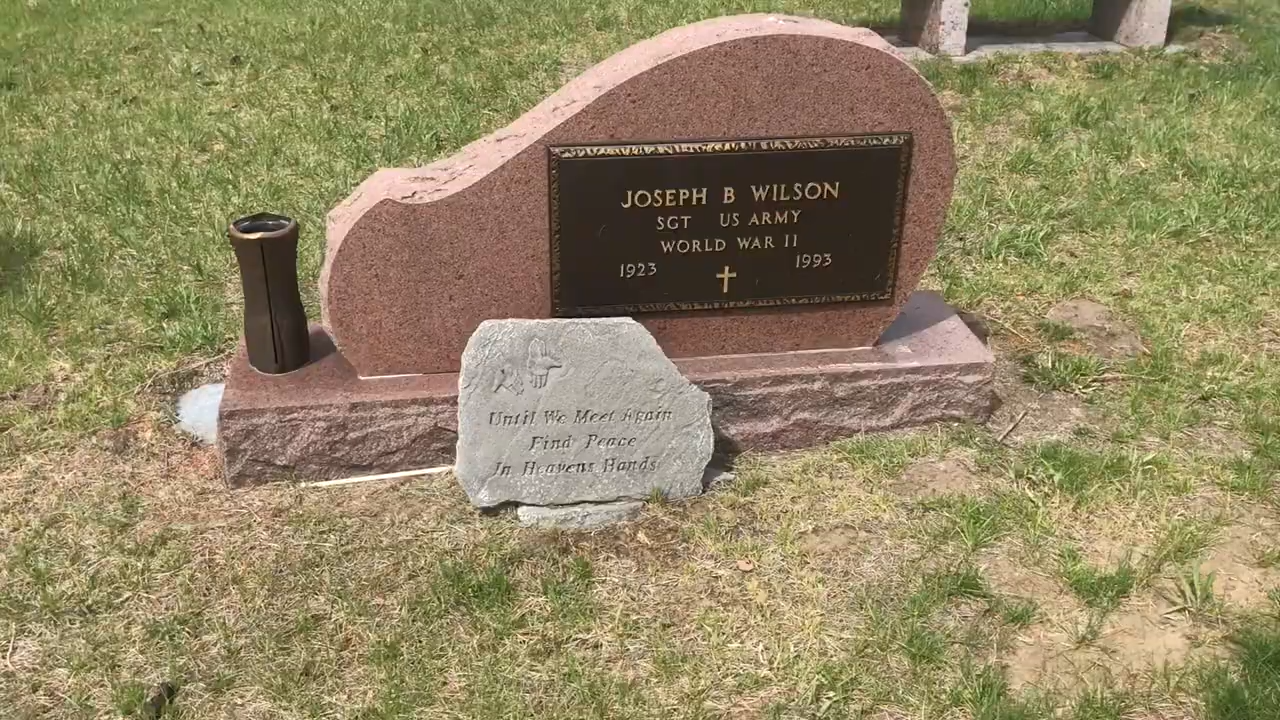 JOSEPH B WILSON
SGT US ARMY
WORLD WAR II
1923 1993
Until We Meet Again
Find Peace
In Heavens Hands